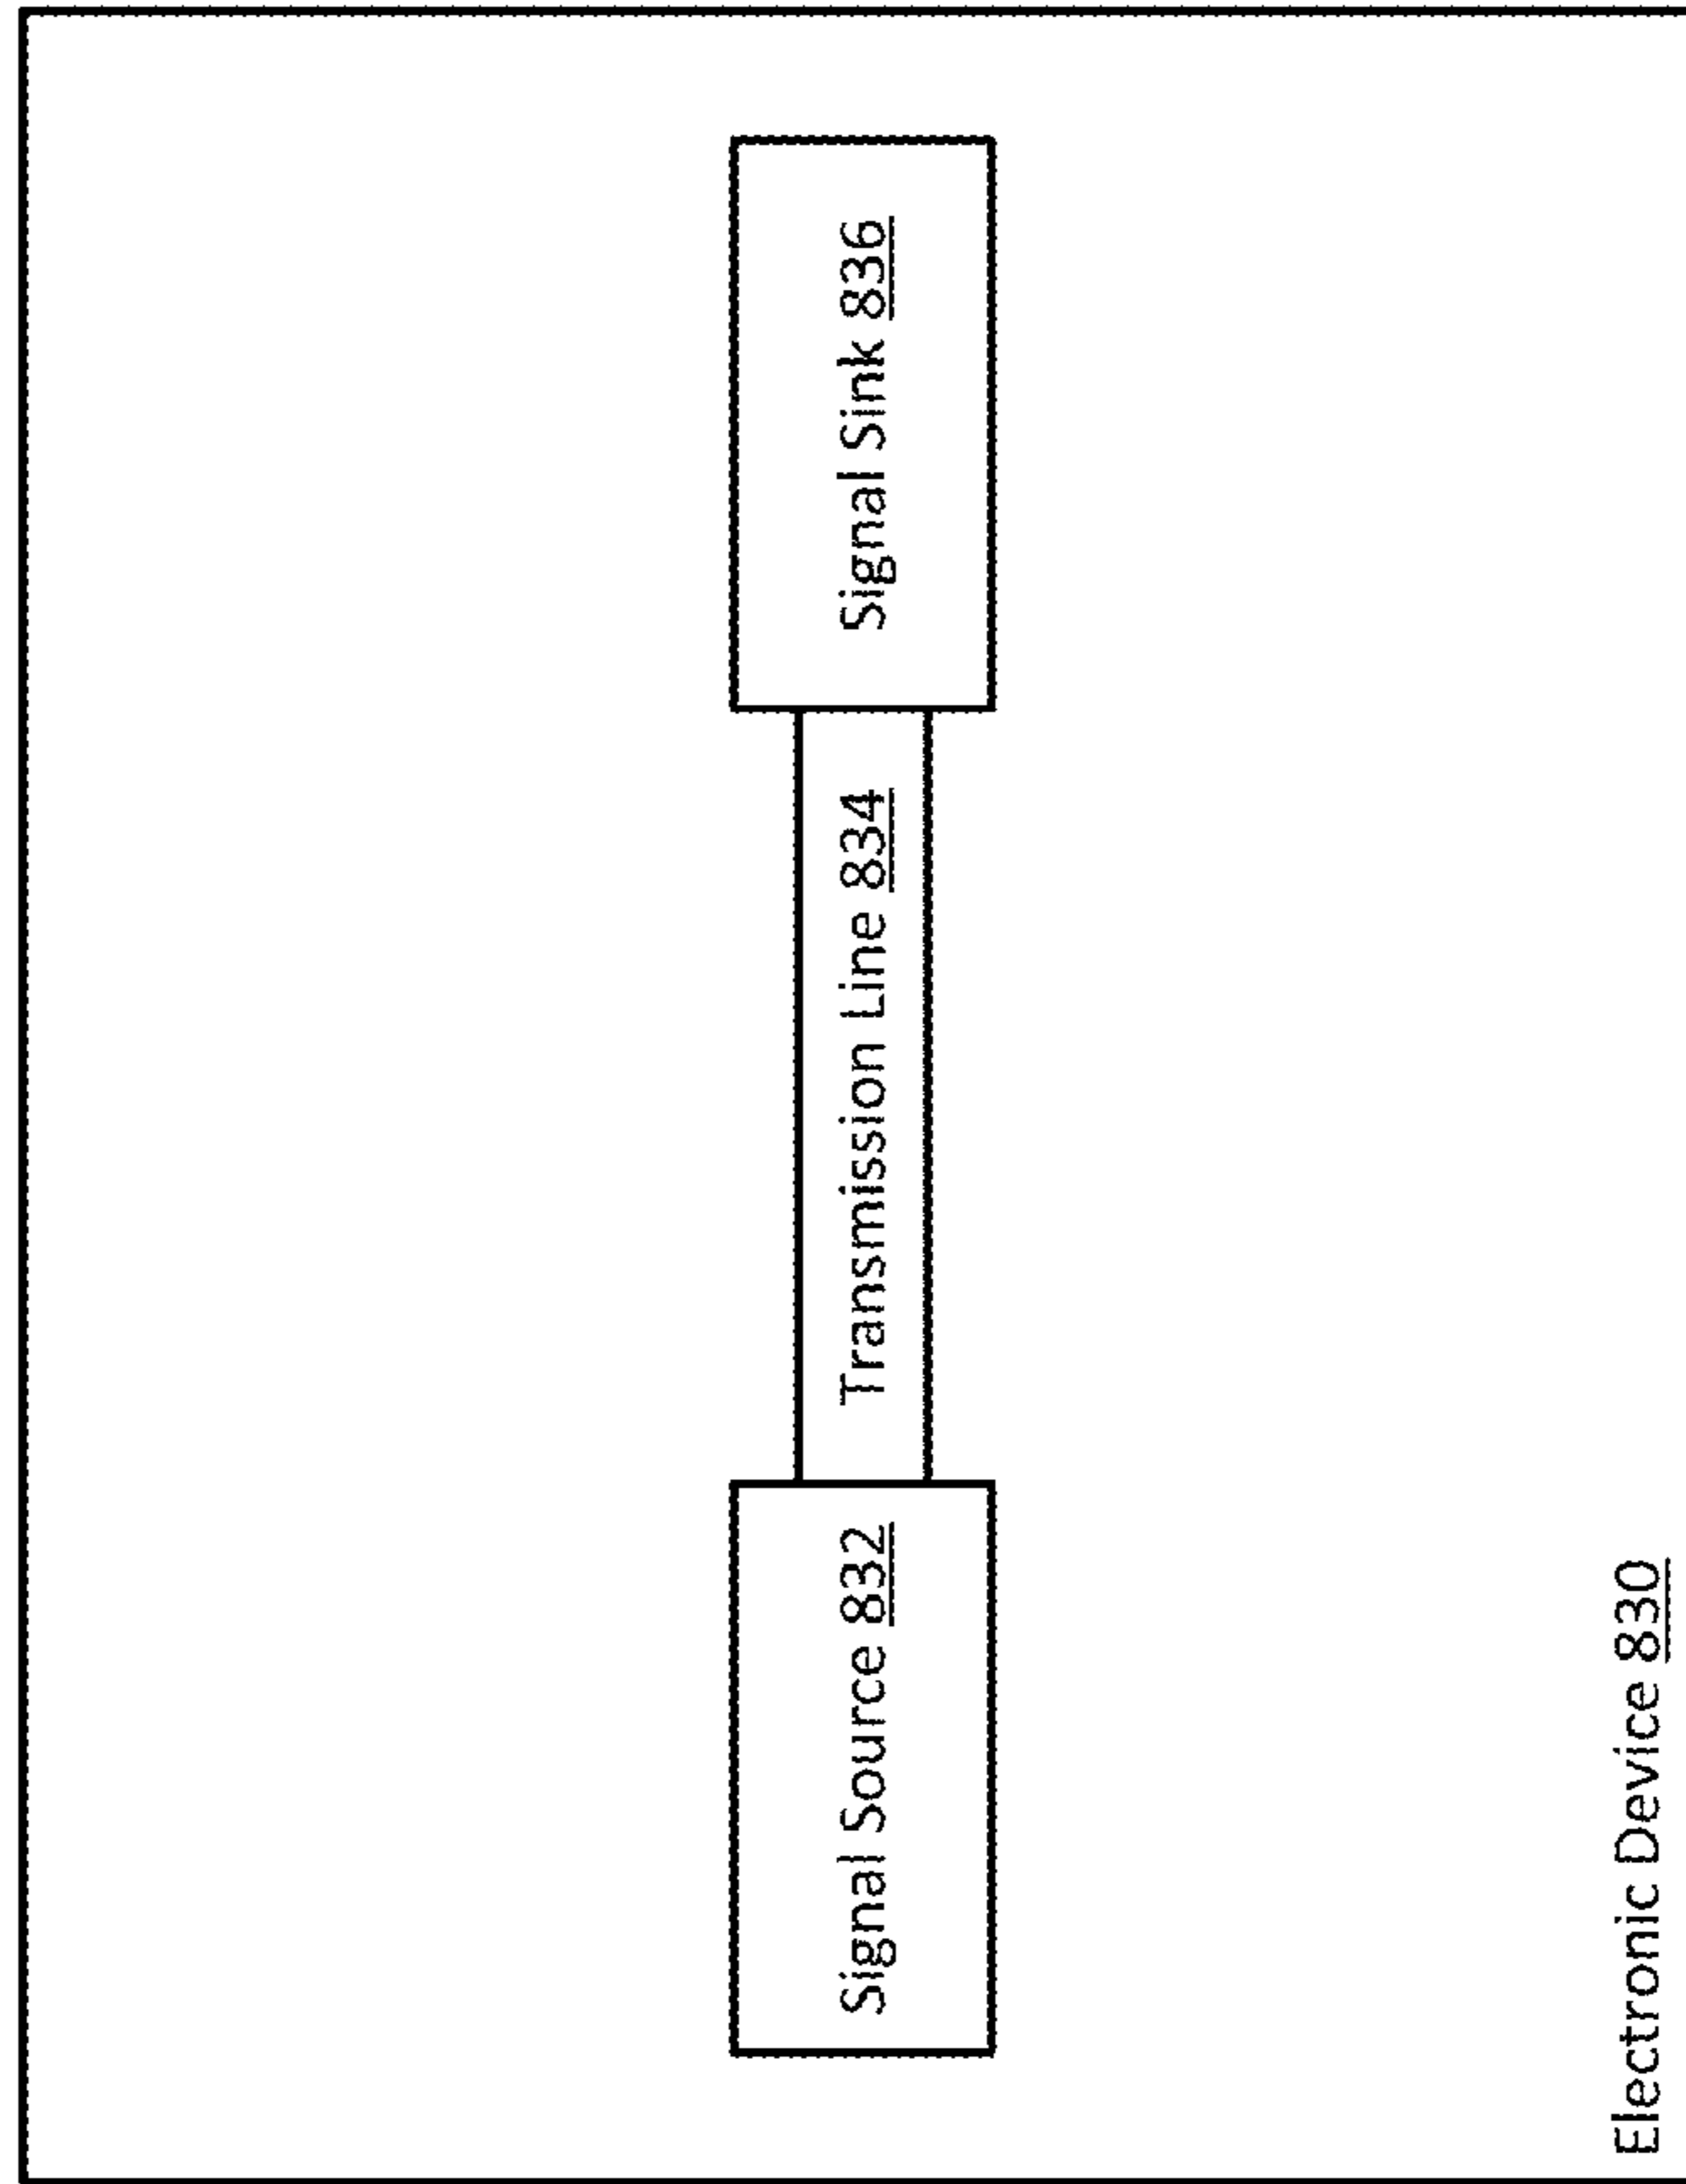 Signal Source 832
Transmission Line 834
Signal Sink 836
Electronic Device 830